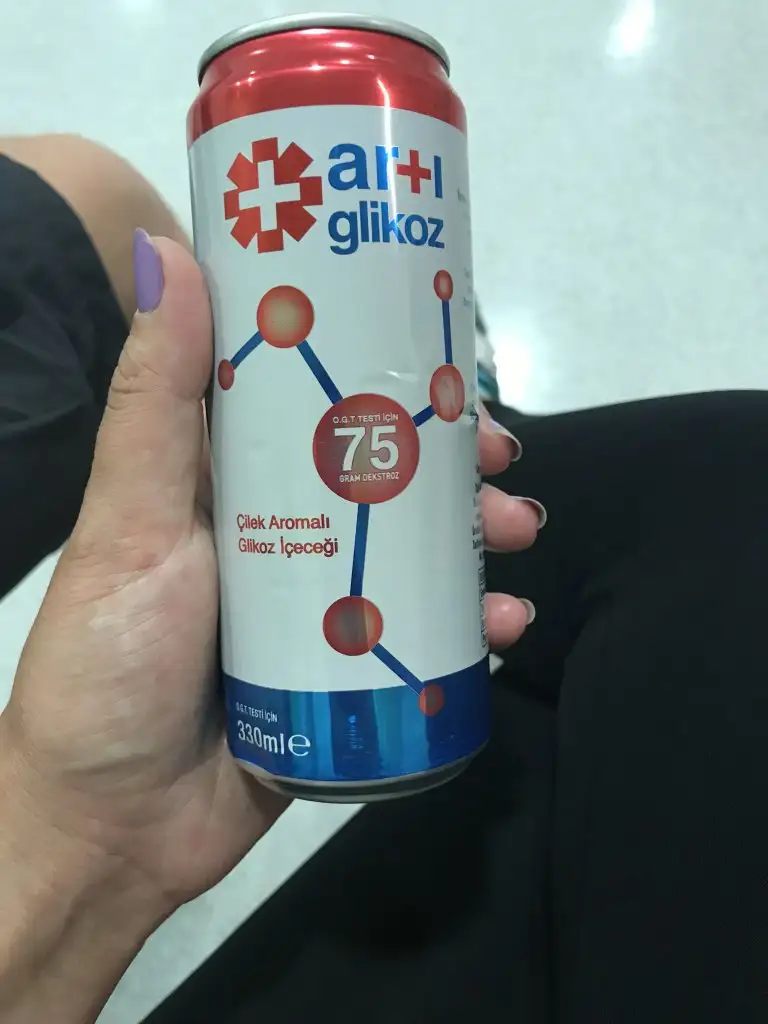 ar+ı
glikoz
O.G.T TESTİ İÇİN
75
GRAM DEKSTROZ
Çilek Aromalı
Glikoz İçeceği
O.G.T. TESTİ İÇİN
330ml℮